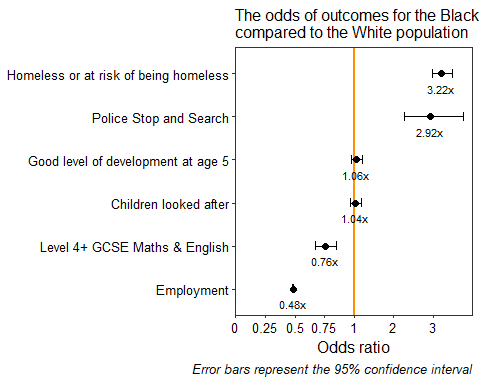 The odds of outcomes for the Black
compared to the White population
Homeless or at risk of being homeless
3.22x
Police Stop and Search
2.92x
Good level of development at age 5
1.06x
Children looked after
1.04x
Level 4+ GCSE Maths & English
0.76x
Employment
0.48x
0 0.25 0.5 0.75 1 2 3
Odds ratio
Error bars represent the 95% confidence interval